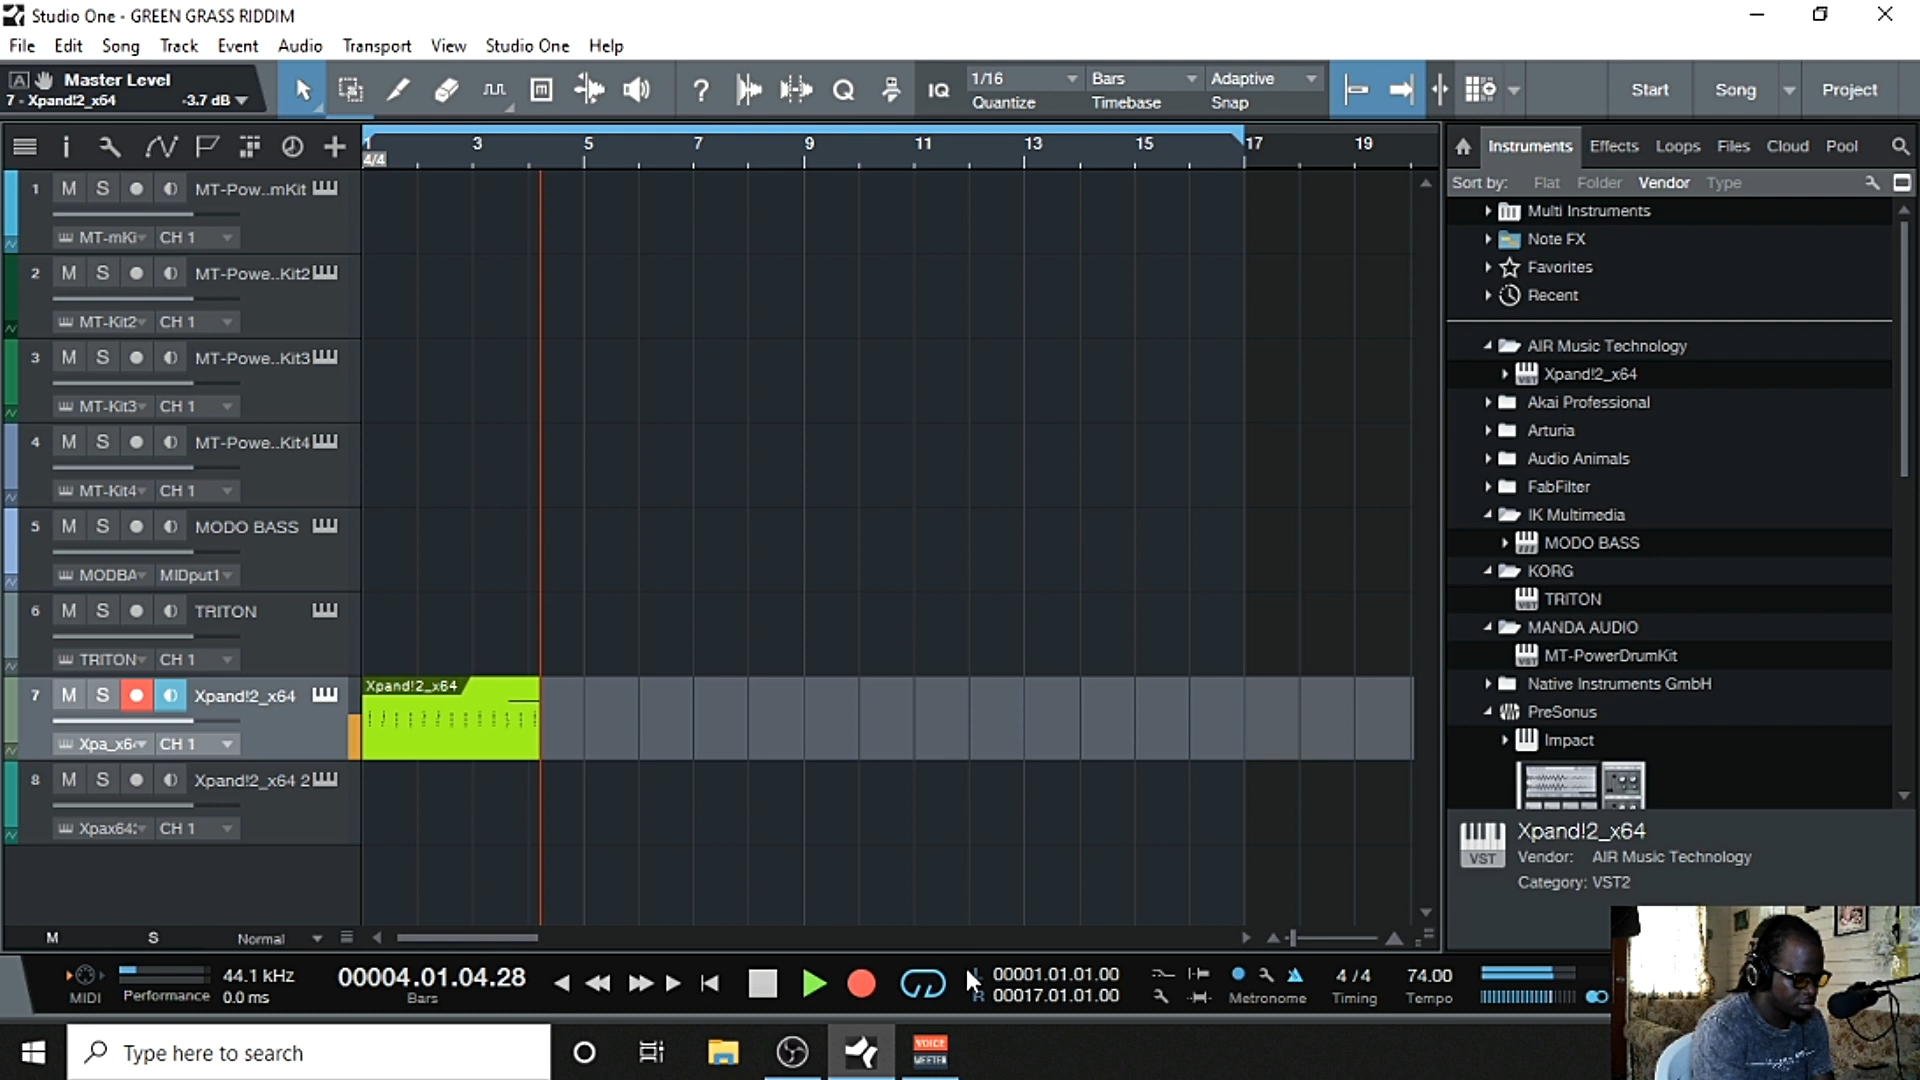 Studio One - GREEN GRASS RIDDIM
File Edit Song Track Event Audio Transport View Studio One Help
A Master Level
7 - Xpand!2_x64 -3.7 dB
? Q IQ
1/16 Bars Adaptive
Quantize Timebase Snap
Start Song Project
1 3 5 7 9 11 13 15 17 19
4/4
1 M S MT-Pow..mKit
MT-mKi CH 1
2 M S MT-Powe..Kit2
MT-Kit2 CH 1
3 M S MT-Powe..Kit3
MT-Kit3 CH 1
4 M S MT-Powe..Kit4
MT-Kit4 CH 1
5 M S MODO BASS
MODBA MIDput1
6 M S TRITON
TRITON CH 1
7 M S Xpand!2_x64
Xpa_x6 CH 1
Xpand!2_x64
8 M S Xpand!2_x64 2
Xpax64: CH 1
M S Normal
Instruments Effects Loops Files Cloud Pool
Sort by: Flat Folder Vendor Type
Multi Instruments
Note FX
Favorites
Recent
AIR Music Technology
Xpand!2_x64
Akai Professional
Arturia
Audio Animals
FabFilter
IK Multimedia
MODO BASS
KORG
TRITON
MANDA AUDIO
MT-PowerDrumKit
Native Instruments GmbH
PreSonus
Impact
Xpand!2_x64
VST
Vendor: AIR Music Technology
Category: VST2
MIDI
Performance
44.1 kHz
0.0 ms
00004.01.04.28
Bars
L 00001.01.01.00
R 00017.01.01.00
Metronome
4 / 4
Timing
74.00
Tempo
Type here to search
VOICE
MEETER